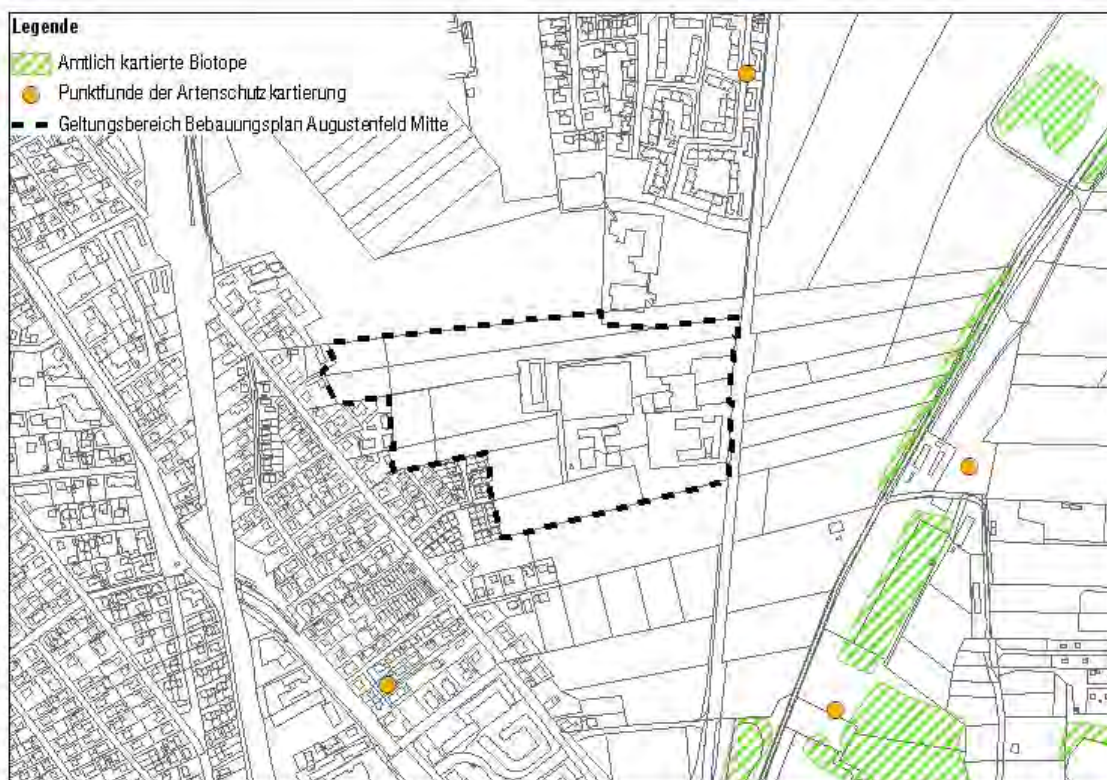 Legende
Amtlich kartierte Biotope
Punktfunde der Artenschutzkartierung
Geltungsbereich Bebauungsplan Augustenfeld Mitte